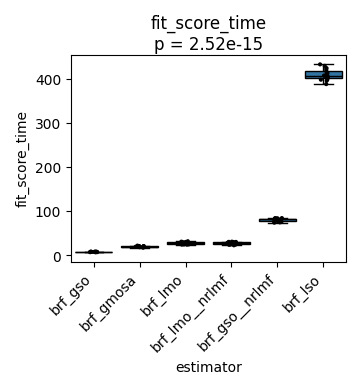 fit_score_time
p = 2.52e-15
fit_score_time
400
300
200
100
0
brf_gso
brf_gmosa
brf_lmo
brf_lmo__nrlmf
brf_gso__nrlmf
brf_lso
estimator